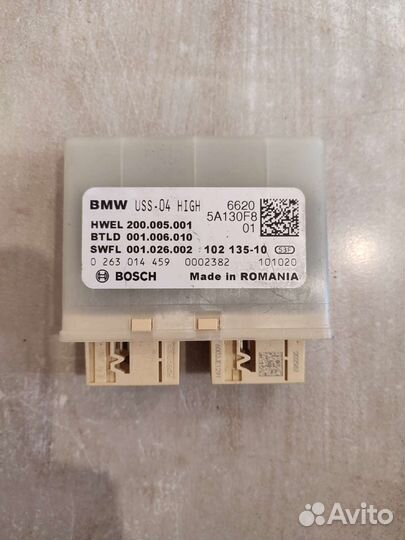 BMW USS-04 HIGH 6620
5A130F8
HWEL 200.065.001 01
BTLD 001.006.010
SWFL 001.026.002 102 135-10
0 263 014 459 0002382 101020
BOSCH Made in ROMANIA
Avito